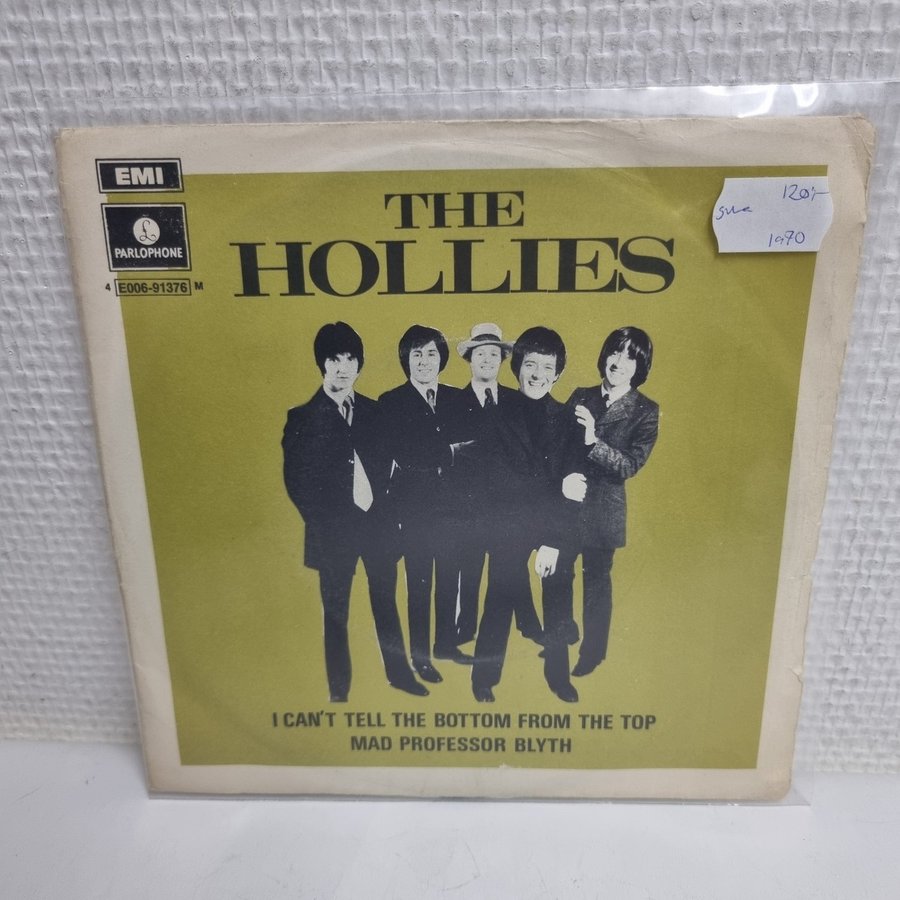 EMI
PARLOPHONE
4 E006-91376 M
THE
HOLLIES
120,-
1970
I CAN'T TELL THE BOTTOM FROM THE TOP
MAD PROFESSOR BLYTH